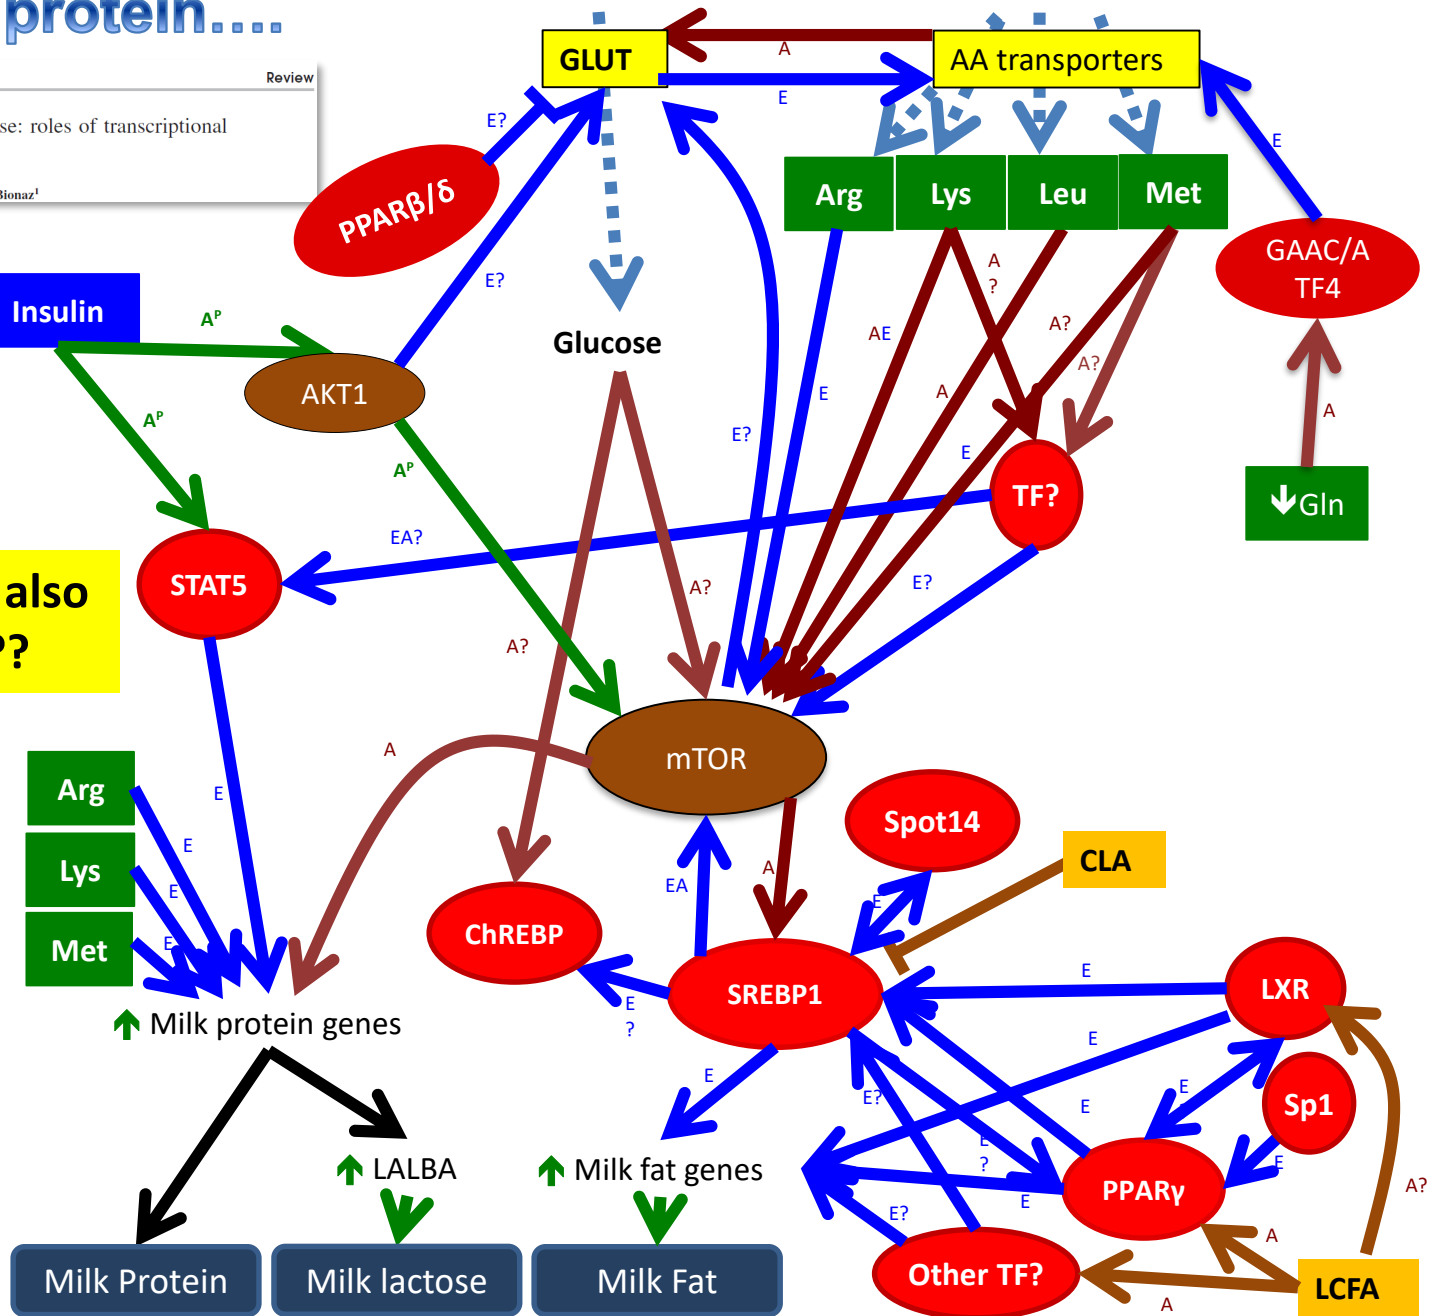 protein....
Review
se: roles of transcriptional
Bionaz¹
GLUT
A
E
AA transporters
E?
PPARβ/δ
E?
Arg
Lys
Leu
Met
E
GAAC/A
TF4
A
↓Gln
Insulin
Aᴾ
Aᴾ
AKT1
Aᴾ
Glucose
A
?
AE
A?
A?
E
A
E?
E
TF?
EA?
E?
A?
A?
STAT5
also
??
E
A
mTOR
Arg
Lys
Met
E
E
E
Spot14
CLA
EA
A
E
ChREBP
E
?
SREBP1
E
LXR
↑ Milk protein genes
E
E
E?
E
E
Sp1
E
?
E
PPARγ
A?
E
E?
↑ LALBA
↑ Milk fat genes
A
Other TF?
A
LCFA
Milk Protein
Milk lactose
Milk Fat